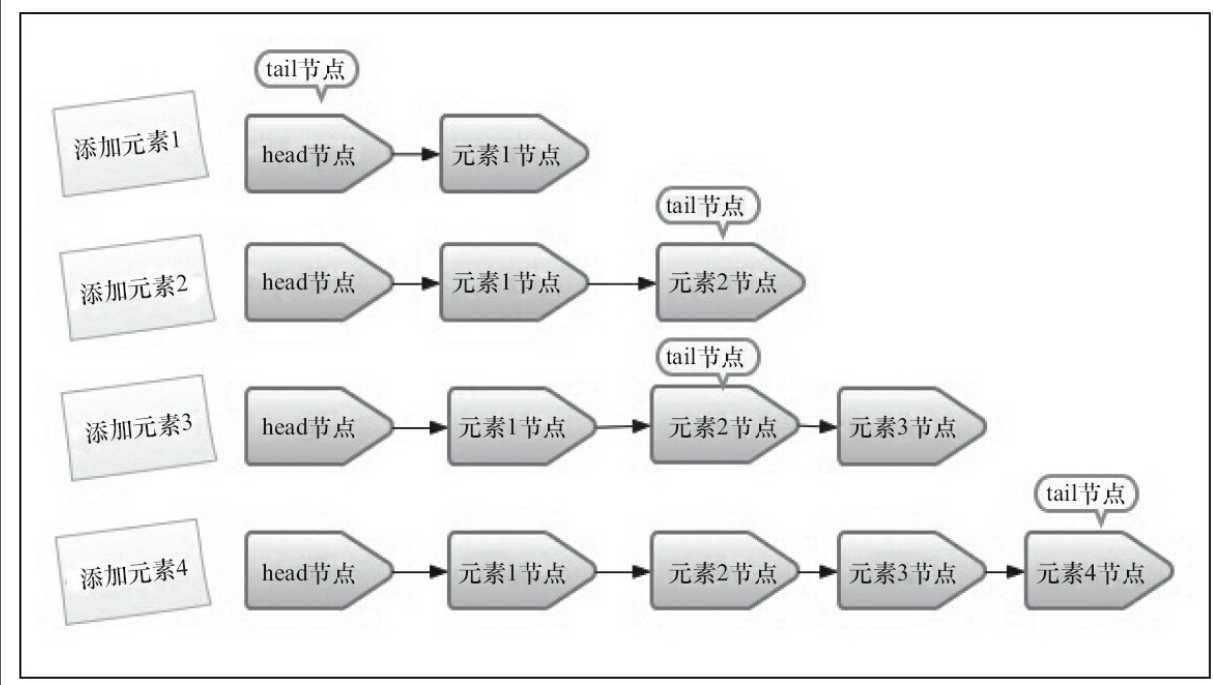 tail节点
添加元素1
head节点
元素1节点
tail节点
添加元素2
head节点
元素1节点
元素2节点
tail节点
添加元素3
head节点
元素1节点
元素2节点
元素3节点
tail节点
添加元素4
head节点
元素1节点
元素2节点
元素3节点
元素4节点